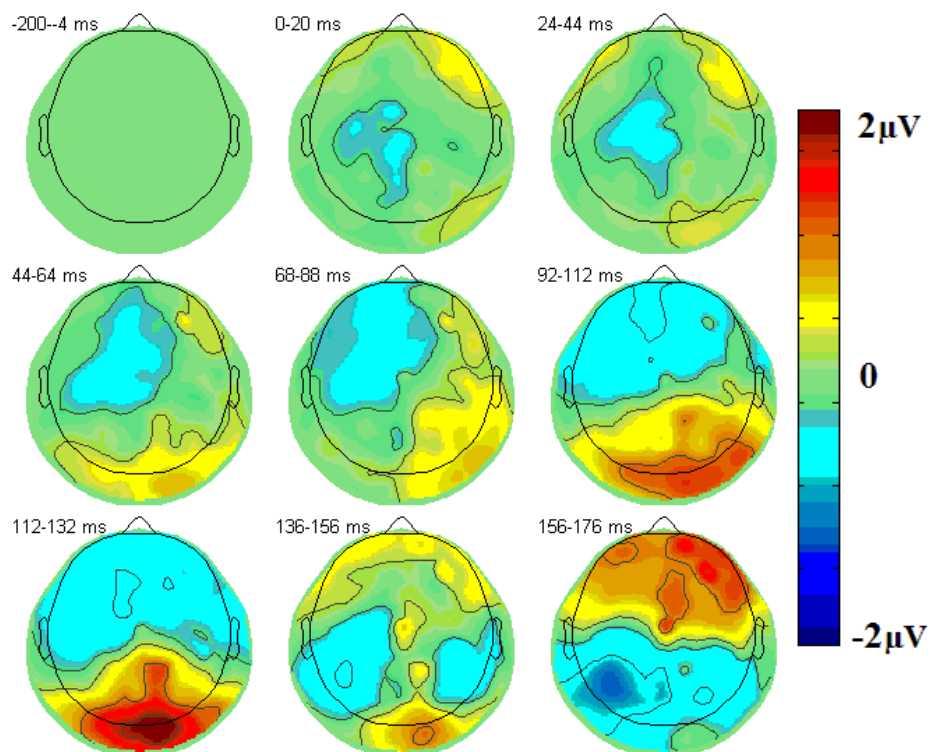 -200--4 ms
0-20 ms
24-44 ms
2μV
44-64 ms
68-88 ms
92-112 ms
0
112-132 ms
136-156 ms
156-176 ms
-2μV